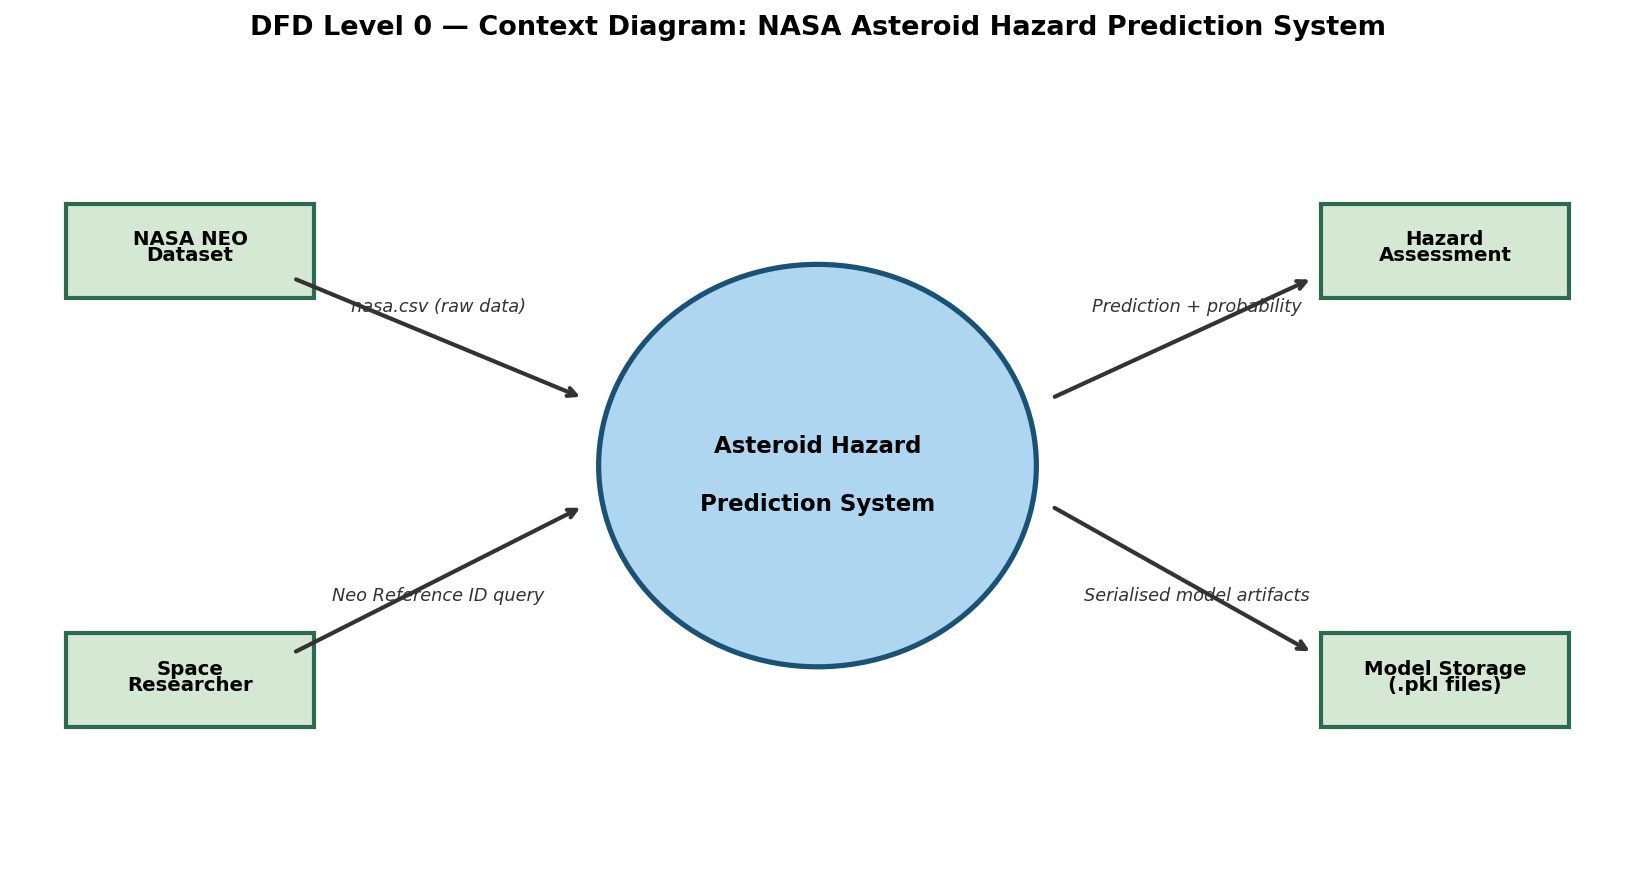 DFD Level 0 — Context Diagram: NASA Asteroid Hazard Prediction System
NASA NEO
Dataset
Hazard
Assessment
nasa.csv (raw data)
Prediction + probability
Asteroid Hazard
Prediction System
Neo Reference ID query
Serialised model artifacts
Space
Researcher
Model Storage
(.pkl files)